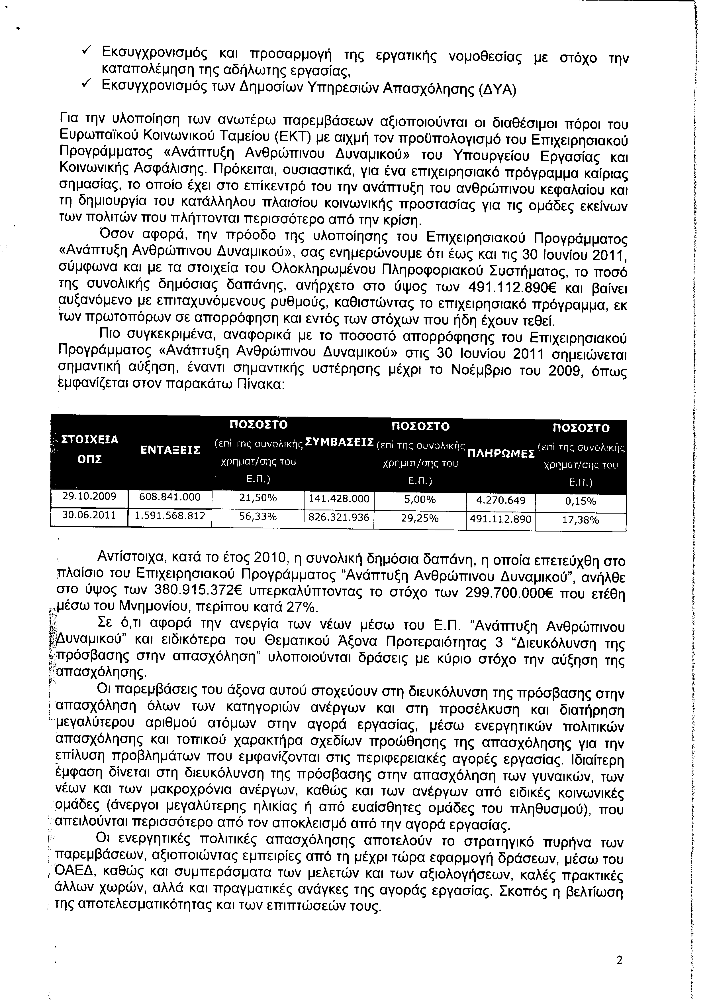 ✓ Εκσυγχρονισμός και προσαρμογή της εργατικής νομοθεσίας με στόχο την
καταπολέμηση της αδήλωτης εργασίας,
✓ Εκσυγχρονισμός των Δημοσίων Υπηρεσιών Απασχόλησης (ΔΥΑ)
Για την υλοποίηση των ανωτέρω παρεμβάσεων αξιοποιούνται οι διαθέσιμοι πόροι του
Ευρωπαϊκού Κοινωνικού Ταμείου (ΕΚΤ) με αιχμή τον προϋπολογισμό του Επιχειρησιακού
Προγράμματος «Ανάπτυξη Ανθρώπινου Δυναμικού» του Υπουργείου Εργασίας και
Κοινωνικής Ασφάλισης. Πρόκειται, ουσιαστικά, για ένα επιχειρησιακό πρόγραμμα καίριας
σημασίας, το οποίο έχει στο επίκεντρό του την ανάπτυξη του ανθρώπινου κεφαλαίου και
τη δημιουργία του κατάλληλου πλαισίου κοινωνικής προστασίας για τις ομάδες εκείνων
των πολιτών που πλήττονται περισσότερο από την κρίση.
Όσον αφορά, την πρόοδο της υλοποίησης του Επιχειρησιακού Προγράμματος
«Ανάπτυξη Ανθρώπινου Δυναμικού», σας ενημερώνουμε ότι έως και τις 30 Ιουνίου 2011,
σύμφωνα και με τα στοιχεία του Ολοκληρωμένου Πληροφοριακού Συστήματος, το ποσό
της συνολικής δημόσιας δαπάνης, ανήρχετο στο ύψος των 491.112.890€ και βαίνει
αυξανόμενο με επιταχυνόμενους ρυθμούς, καθιστώντας το επιχειρησιακό πρόγραμμα, εκ
των πρωτοπόρων σε απορρόφηση και εντός των στόχων που ήδη έχουν τεθεί.
Πιο συγκεκριμένα, αναφορικά με το ποσοστό απορρόφησης του Επιχειρησιακού
Προγράμματος «Ανάπτυξη Ανθρώπινου Δυναμικού» στις 30 Ιουνίου 2011 σημειώνεται
σημαντική αύξηση, έναντι σημαντικής υστέρησης μέχρι το Νοέμβριο του 2009, όπως
εμφανίζεται στον παρακάτω Πίνακα:
ΣΤΟΙΧΕΙΑ ΟΠΣ ΕΝΤΑΞΕΙΣ ΠΟΣΟΣΤΟ (επί της συνολικής χρηματ/σης του Ε.Π.) ΣΥΜΒΑΣΕΙΣ ΠΟΣΟΣΤΟ (επί της συνολικής χρηματ/σης του Ε.Π.) ΠΛΗΡΩΜΕΣ ΠΟΣΟΣΤΟ (επί της συνολικής χρηματ/σης του Ε.Π.)
29.10.2009 608.841.000 21,50% 141.428.000 5,00% 4.270.649 0,15%
30.06.2011 1.591.568.812 56,33% 826.321.936 29,25% 491.112.890 17,38%
Αντίστοιχα, κατά το έτος 2010, η συνολική δημόσια δαπάνη, η οποία επετεύχθη στο
πλαίσιο του Επιχειρησιακού Προγράμματος “Ανάπτυξη Ανθρώπινου Δυναμικού”, ανήλθε
στο ύψος των 380.915.372€ υπερκαλύπτοντας το στόχο των 299.700.000€ που ετέθη
μέσω του Μνημονίου, περίπου κατά 27%.
Σε ό,τι αφορά την ανεργία των νέων μέσω του Ε.Π. “Ανάπτυξη Ανθρώπινου
Δυναμικού” και ειδικότερα του Θεματικού Άξονα Προτεραιότητας 3 “Διευκόλυνση της
πρόσβασης στην απασχόληση” υλοποιούνται δράσεις με κύριο στόχο την αύξηση της
απασχόλησης.
Οι παρεμβάσεις του άξονα αυτού στοχεύουν στη διευκόλυνση της πρόσβασης στην
απασχόληση όλων των κατηγοριών ανέργων και στη προσέλκυση και διατήρηση
μεγαλύτερου αριθμού ατόμων στην αγορά εργασίας, μέσω ενεργητικών πολιτικών
απασχόλησης και τοπικού χαρακτήρα σχεδίων προώθησης της απασχόλησης για την
επίλυση προβλημάτων που εμφανίζονται στις περιφερειακές αγορές εργασίας. Ιδιαίτερη
έμφαση δίνεται στη διευκόλυνση της πρόσβασης στην απασχόληση των γυναικών, των
νέων και των μακροχρόνια ανέργων, καθώς και των ανέργων από ειδικές κοινωνικές
ομάδες (άνεργοι μεγαλύτερης ηλικίας ή από ευαίσθητες ομάδες του πληθυσμού), που
απειλούνται περισσότερο από τον αποκλεισμό από την αγορά εργασίας.
Οι ενεργητικές πολιτικές απασχόλησης αποτελούν το στρατηγικό πυρήνα των
παρεμβάσεων, αξιοποιώντας εμπειρίες από τη μέχρι τώρα εφαρμογή δράσεων, μέσω του
ΟΑΕΔ, καθώς και συμπεράσματα των μελετών και των αξιολογήσεων, καλές πρακτικές
άλλων χωρών, αλλά και πραγματικές ανάγκες της αγοράς εργασίας. Σκοπός η βελτίωση
της αποτελεσματικότητας και των επιπτώσεών τους.
2